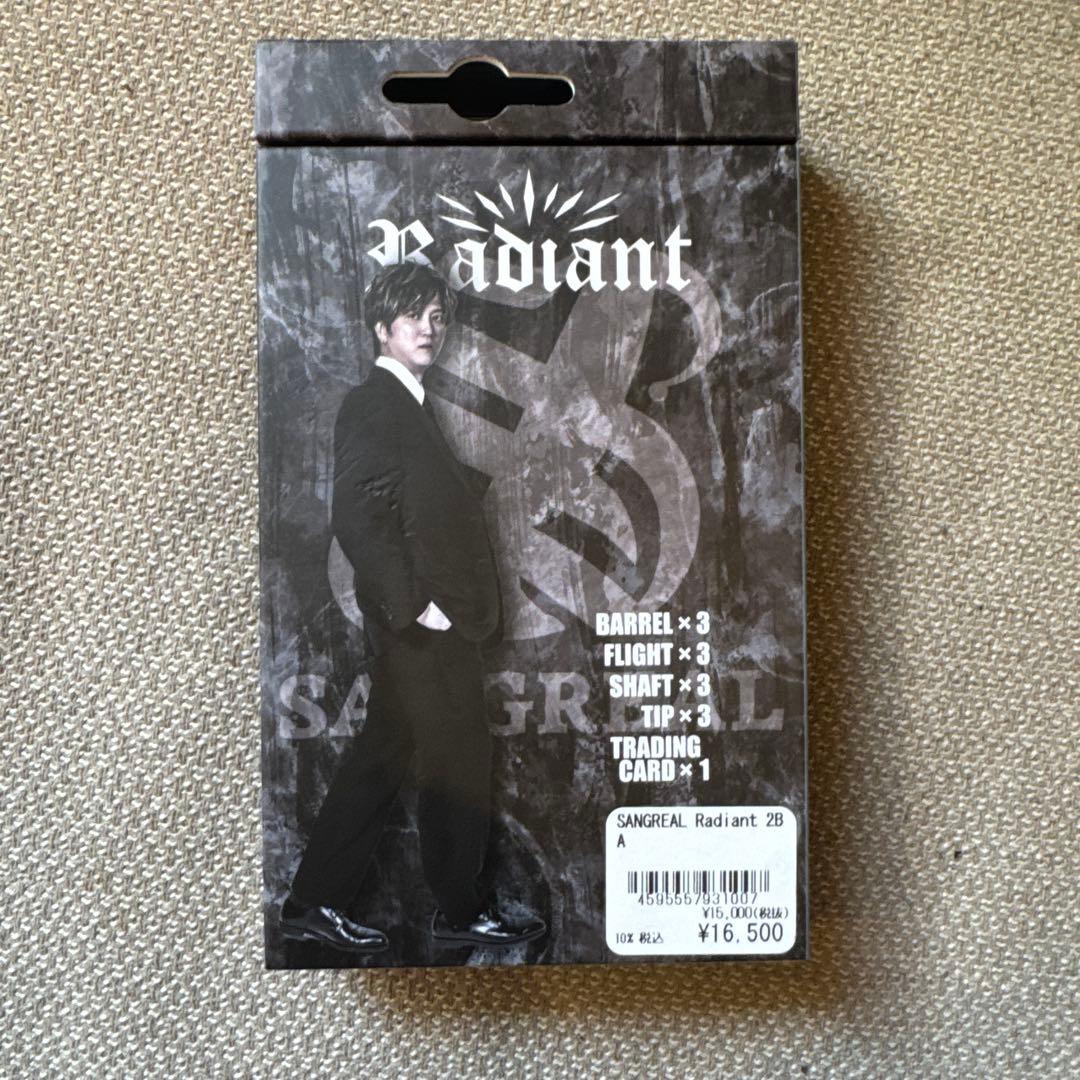 Radiant
SANGREAL
BARREL × 3
FLIGHT × 3
SHAFT × 3
TIP × 3
TRADING
CARD × 1
SANGREAL Radiant 2B
A
4595557931007
¥15,000(税抜)
10% 税込 ¥16,500